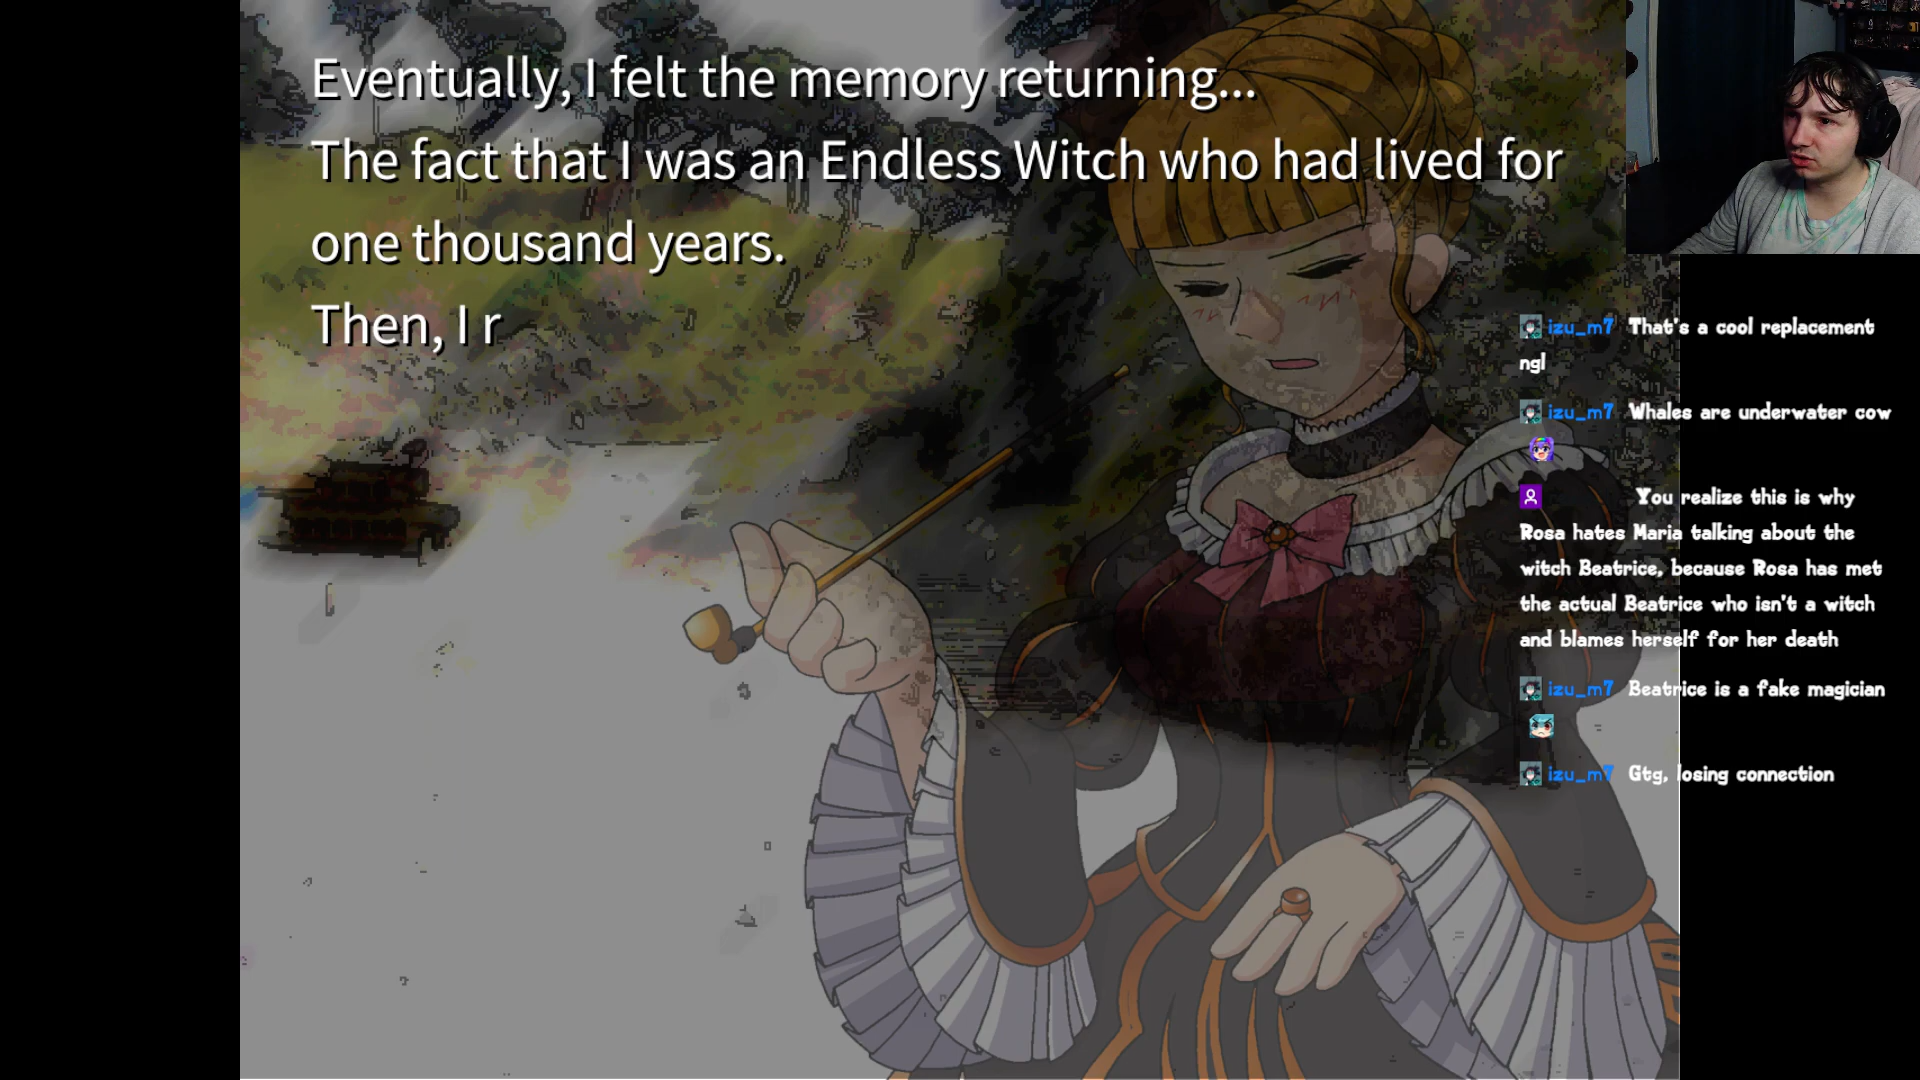 Eventually, I felt the memory returning...
The fact that I was an Endless Witch who had lived for
one thousand years.
Then, I r
izu_m7 That's a cool replacement
ngl
izu_m7 Whales are underwater cow
You realize this is why
Rosa hates Maria talking about the
witch Beatrice, because Rosa has met
the actual Beatrice who isn't a witch
and blames herself for her death
izu_m7 Beatrice is a fake magician
izu_m7 Gtg, losing connection